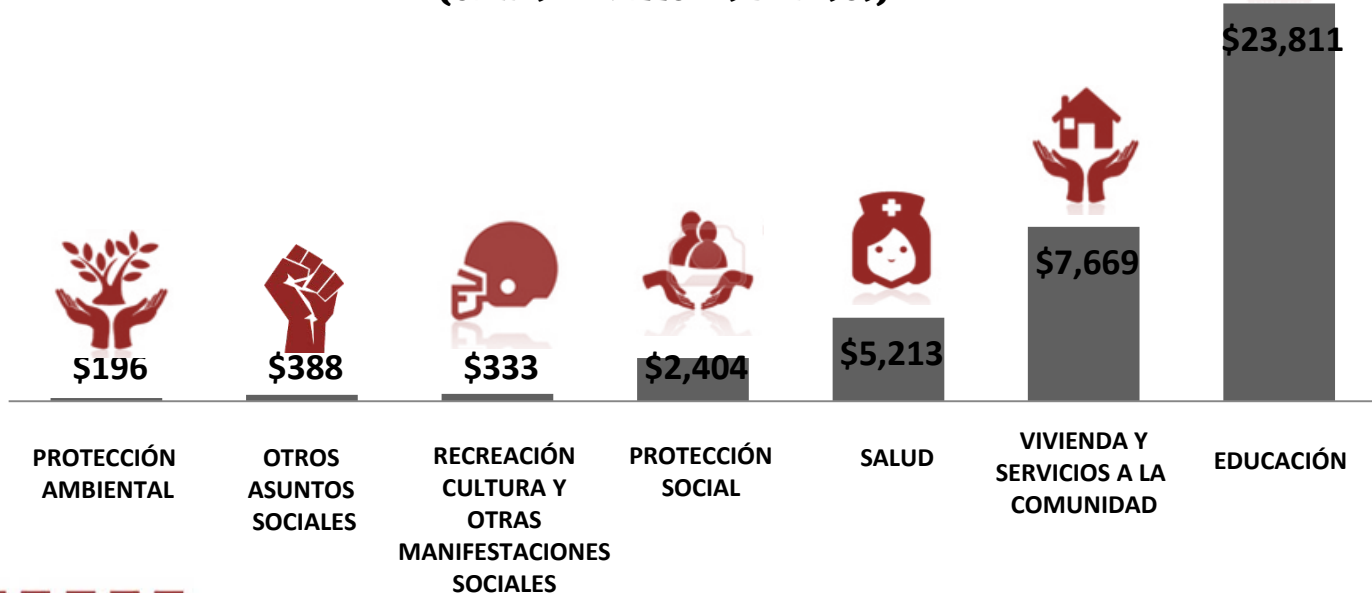 $23,811
$7,669
$5,213
$2,404
$333
$388
$196
PROTECCIÓN
AMBIENTAL
OTROS
ASUNTOS
SOCIALES
RECREACIÓN
CULTURA Y
OTRAS
MANIFESTACIONES
SOCIALES
PROTECCIÓN
SOCIAL
SALUD
VIVIENDA Y
SERVICIOS A LA
COMUNIDAD
EDUCACIÓN